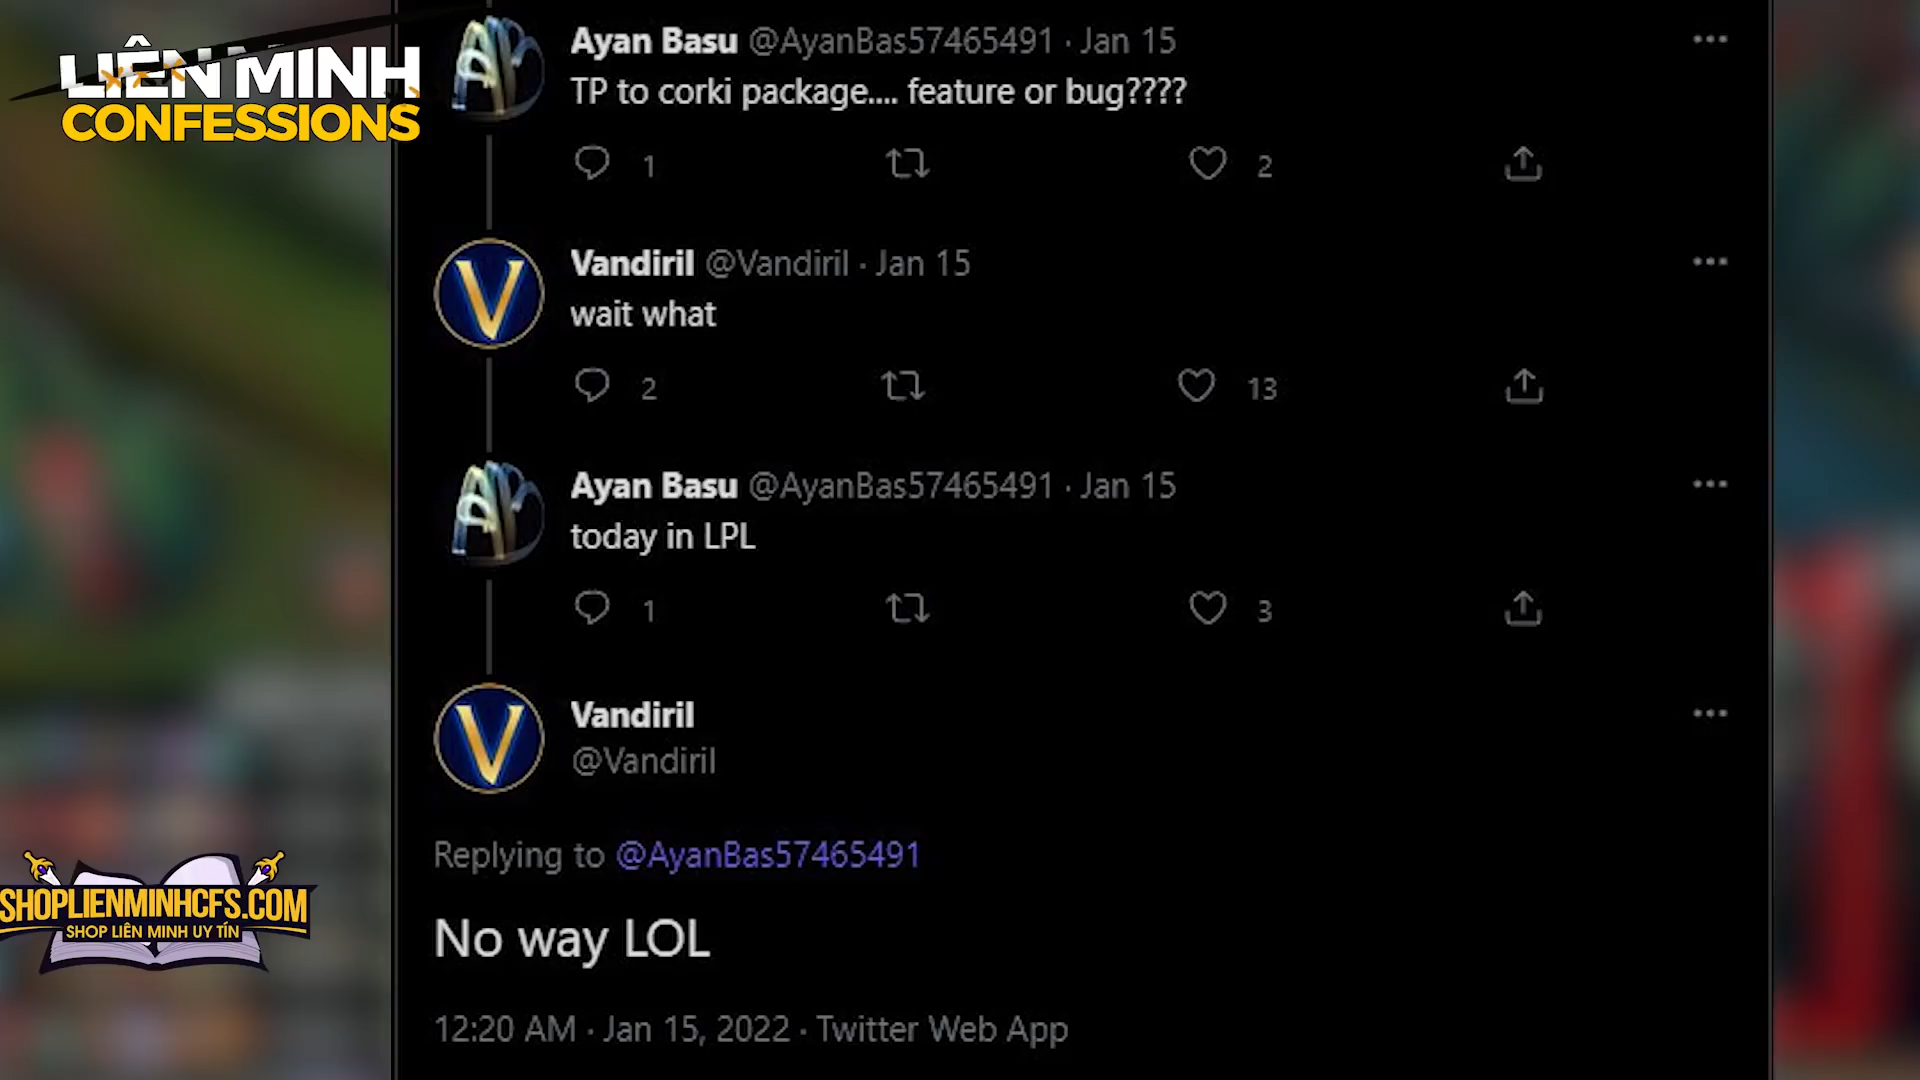 LIÊN MINH
CONFESSIONS
Ayan Basu @AyanBas57465491 · Jan 15
TP to corki package.... feature or bug????
1 2
Vandiril @Vandiril · Jan 15
wait what
2 13
Ayan Basu @AyanBas57465491 · Jan 15
today in LPL
1 3
Vandiril
@Vandiril
Replying to @AyanBas57465491
No way LOL
12:20 AM · Jan 15, 2022 · Twitter Web App
SHOPLIENMINHCFS.COM
SHOP LIÊN MINH UY TÍN